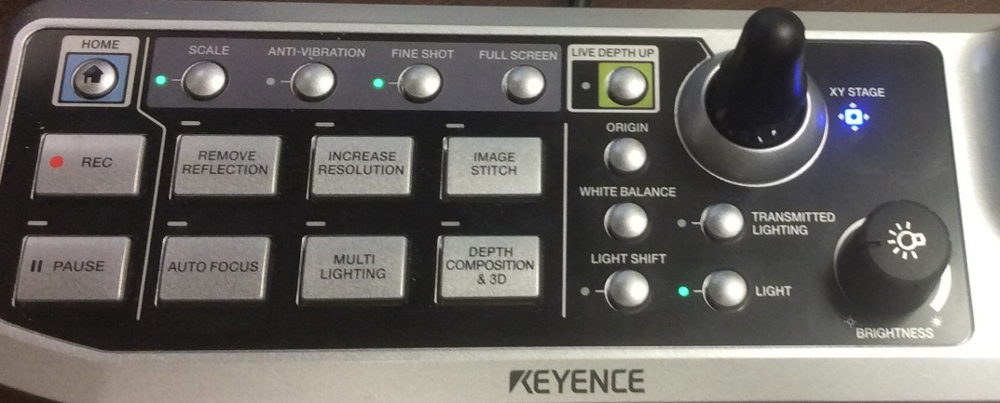 HOME
SCALE
ANTI-VIBRATION
FINE SHOT
FULL SCREEN
LIVE DEPTH UP
XY STAGE
ORIGIN
REC
REMOVE
REFLECTION
INCREASE
RESOLUTION
IMAGE
STITCH
WHITE BALANCE
TRANSMITTED
LIGHTING
PAUSE
AUTO FOCUS
MULTI
LIGHTING
DEPTH
COMPOSITION
& 3D
LIGHT SHIFT
LIGHT
BRIGHTNESS
KEYENCE